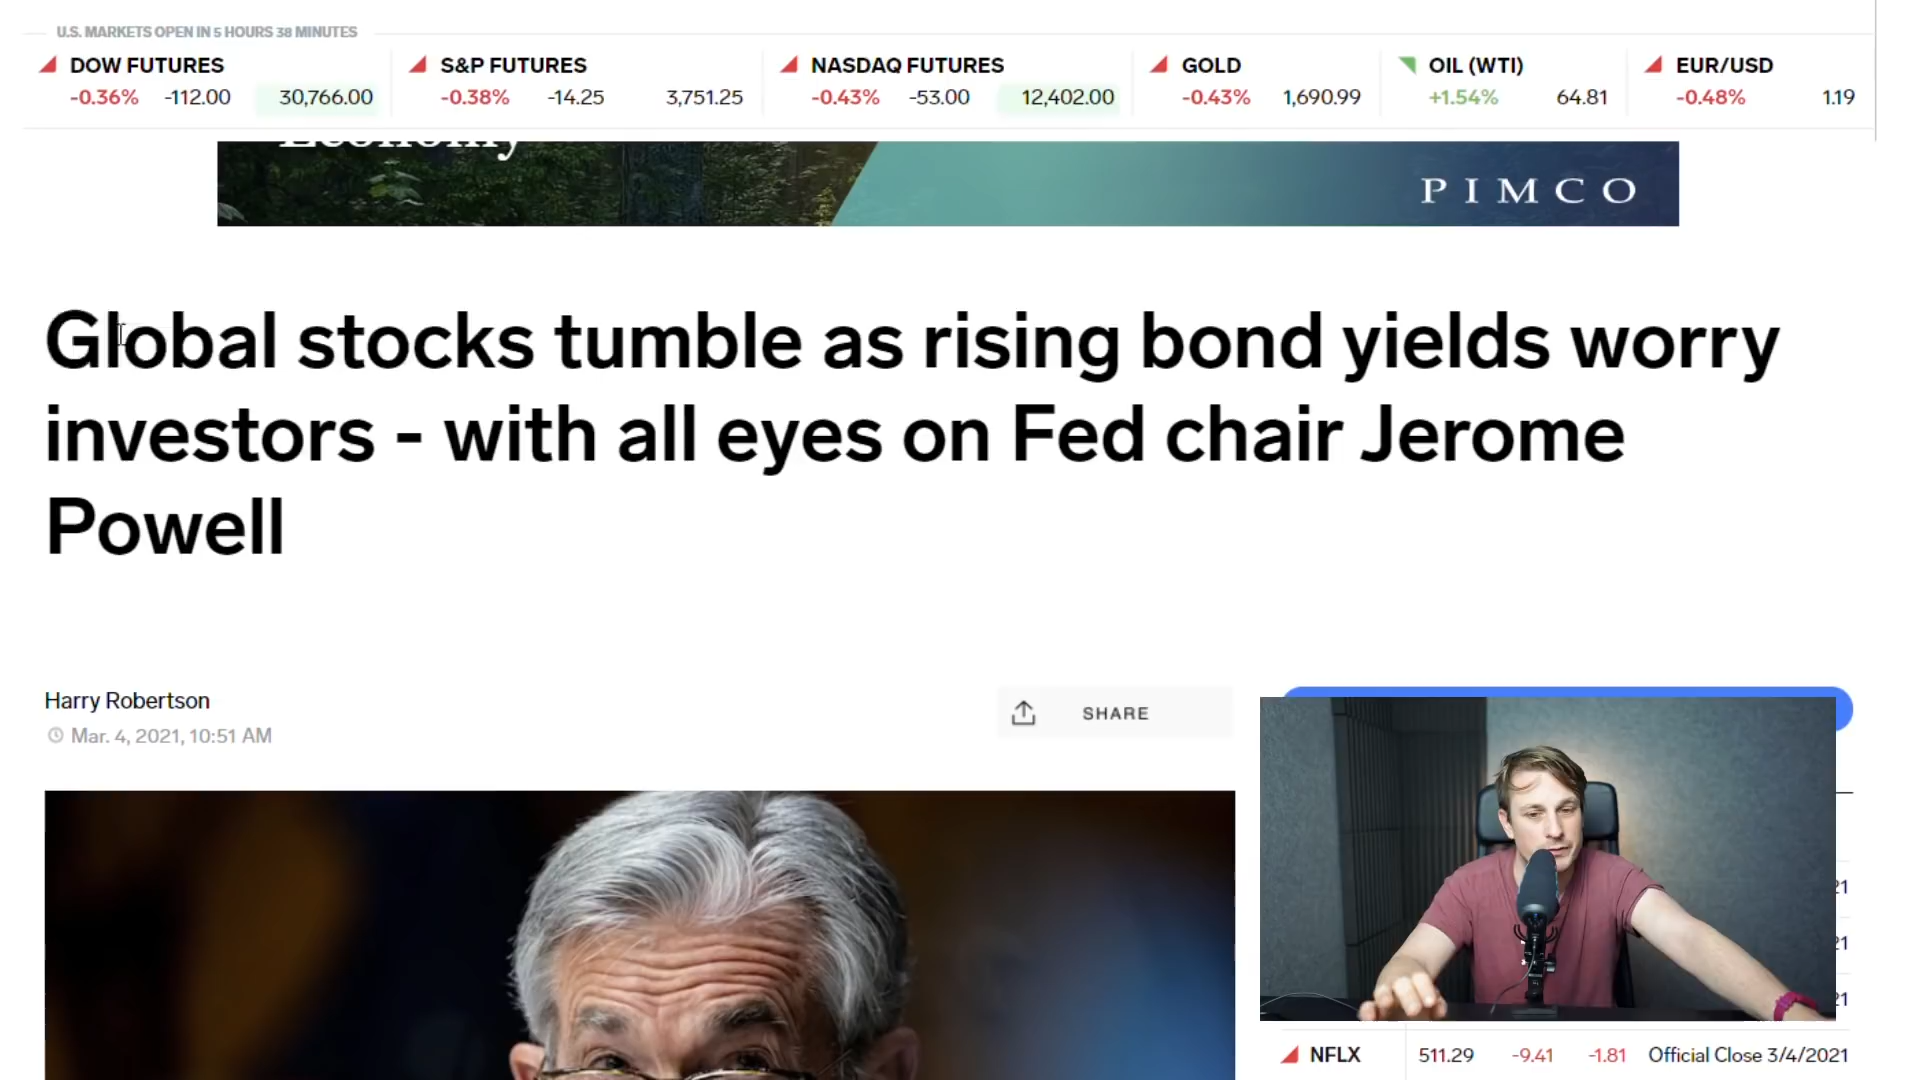 U.S. MARKETS OPEN IN 5 HOURS 38 MINUTES
DOW FUTURES
-0.36% -112.00 30,766.00
S&P FUTURES
-0.38% -14.25 3,751.25
NASDAQ FUTURES
-0.43% -53.00 12,402.00
GOLD
-0.43% 1,690.99
OIL (WTI)
+1.54% 64.81
EUR/USD
-0.48% 1.19
Economy
PIMCO
Global stocks tumble as rising bond yields worry
investors - with all eyes on Fed chair Jerome
Powell
Harry Robertson
Mar. 4, 2021, 10:51 AM
SHARE
21
21
21
NFLX 511.29 -9.41 -1.81 Official Close 3/4/2021